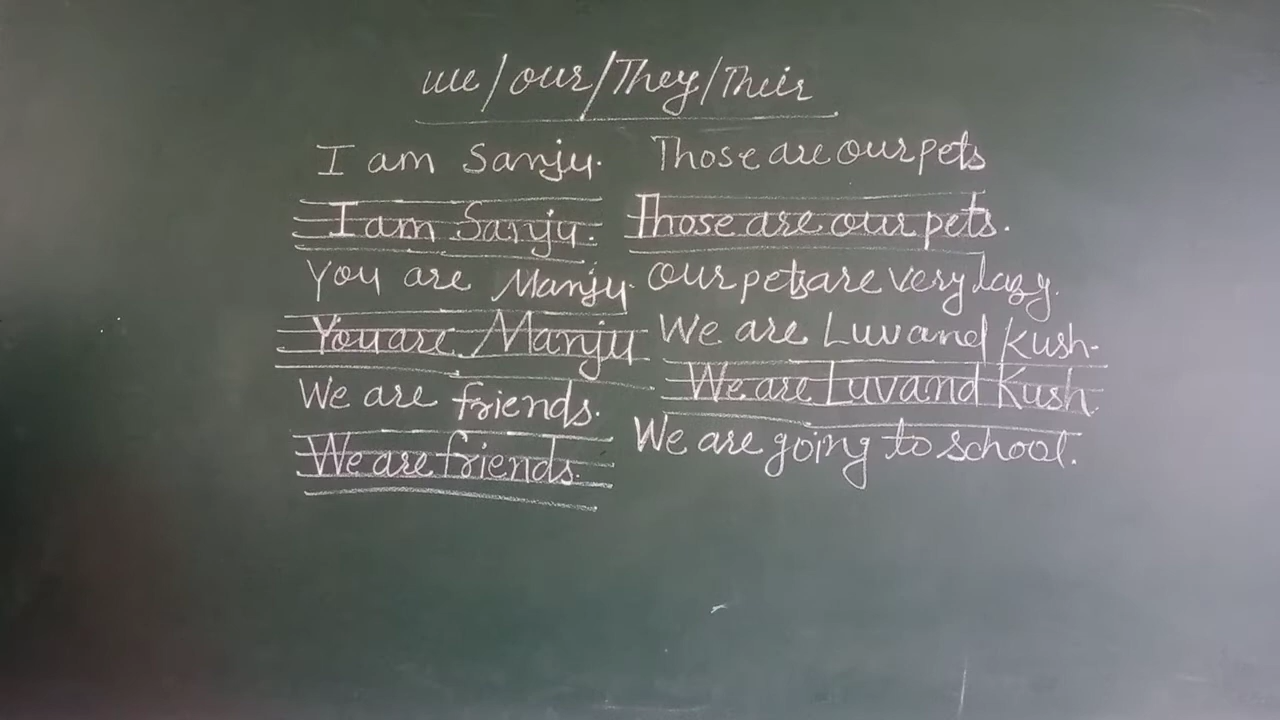 we/our/They/Their
I am Sanju.
I am Sanju.
You are Manju.
You are Manju
We are friends.
We are friends.
Those are our pets
Those are our pets.
our pets are very lazy.
We are Luv and Kush.
We are Luv and Kush.
We are going to school.